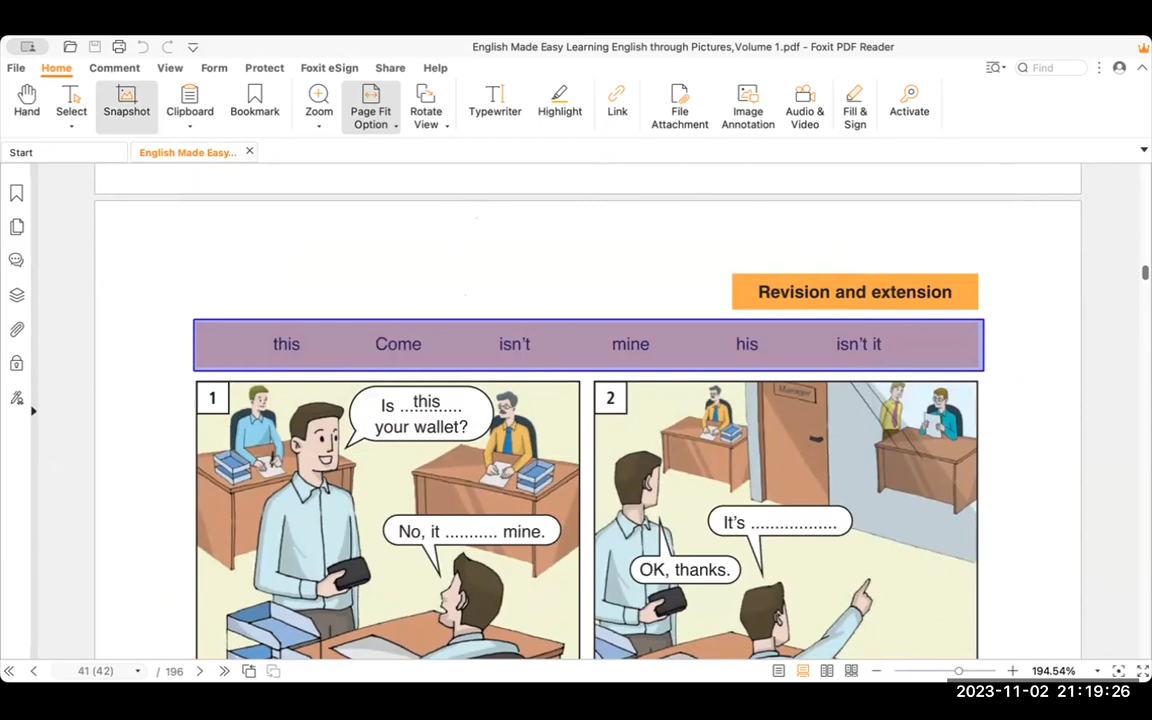 English Made Easy Learning English through Pictures,Volume 1.pdf - Foxit PDF Reader
File Home Comment View Form Protect Foxit eSign Share Help
Find
Hand
Select
Snapshot
Clipboard
Bookmark
Zoom
Page Fit
Option
Rotate
View
Typewriter
Highlight
Link
File
Attachment
Image
Annotation
Audio &
Video
Fill &
Sign
Activate
Start
English Made Easy...
Revision and extension
this Come isn't mine his isn't it
1
Is ...this.....
your wallet?
No, it ........... mine.
2
Manager
It's ..................
OK, thanks.
41 (42) / 196
194.54%
2023-11-02 21:19:26